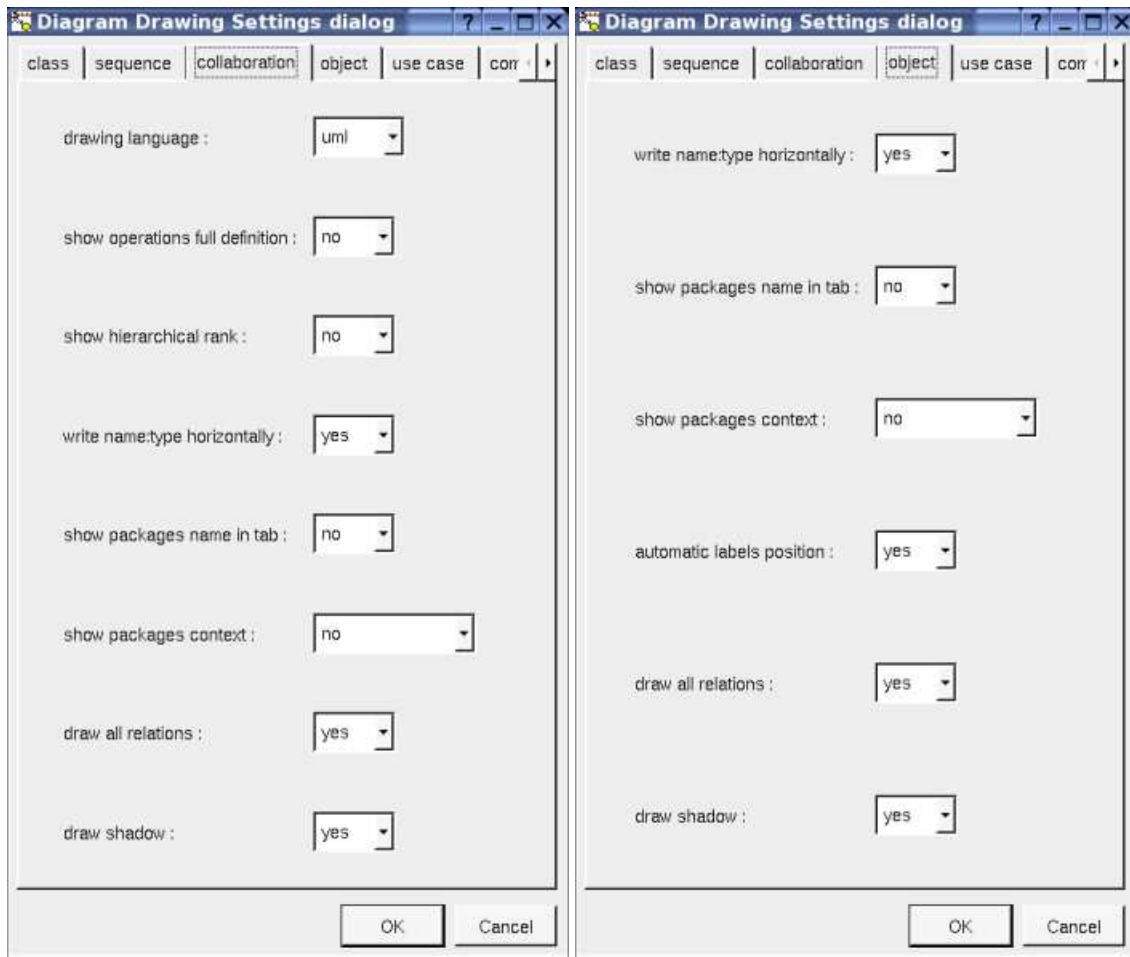 Diagram Drawing Settings dialog
class sequence collaboration object use case com
drawing language : uml
show operations full definition : no
show hierarchical rank : no
write name:type horizontally : yes
show packages name in tab : no
show packages context : no
draw all relations : yes
draw shadow : yes
OK Cancel
Diagram Drawing Settings dialog
class sequence collaboration object use case com
write name:type horizontally : yes
show packages name in tab : no
show packages context : no
automatic labels position : yes
draw all relations : yes
draw shadow : yes
OK Cancel